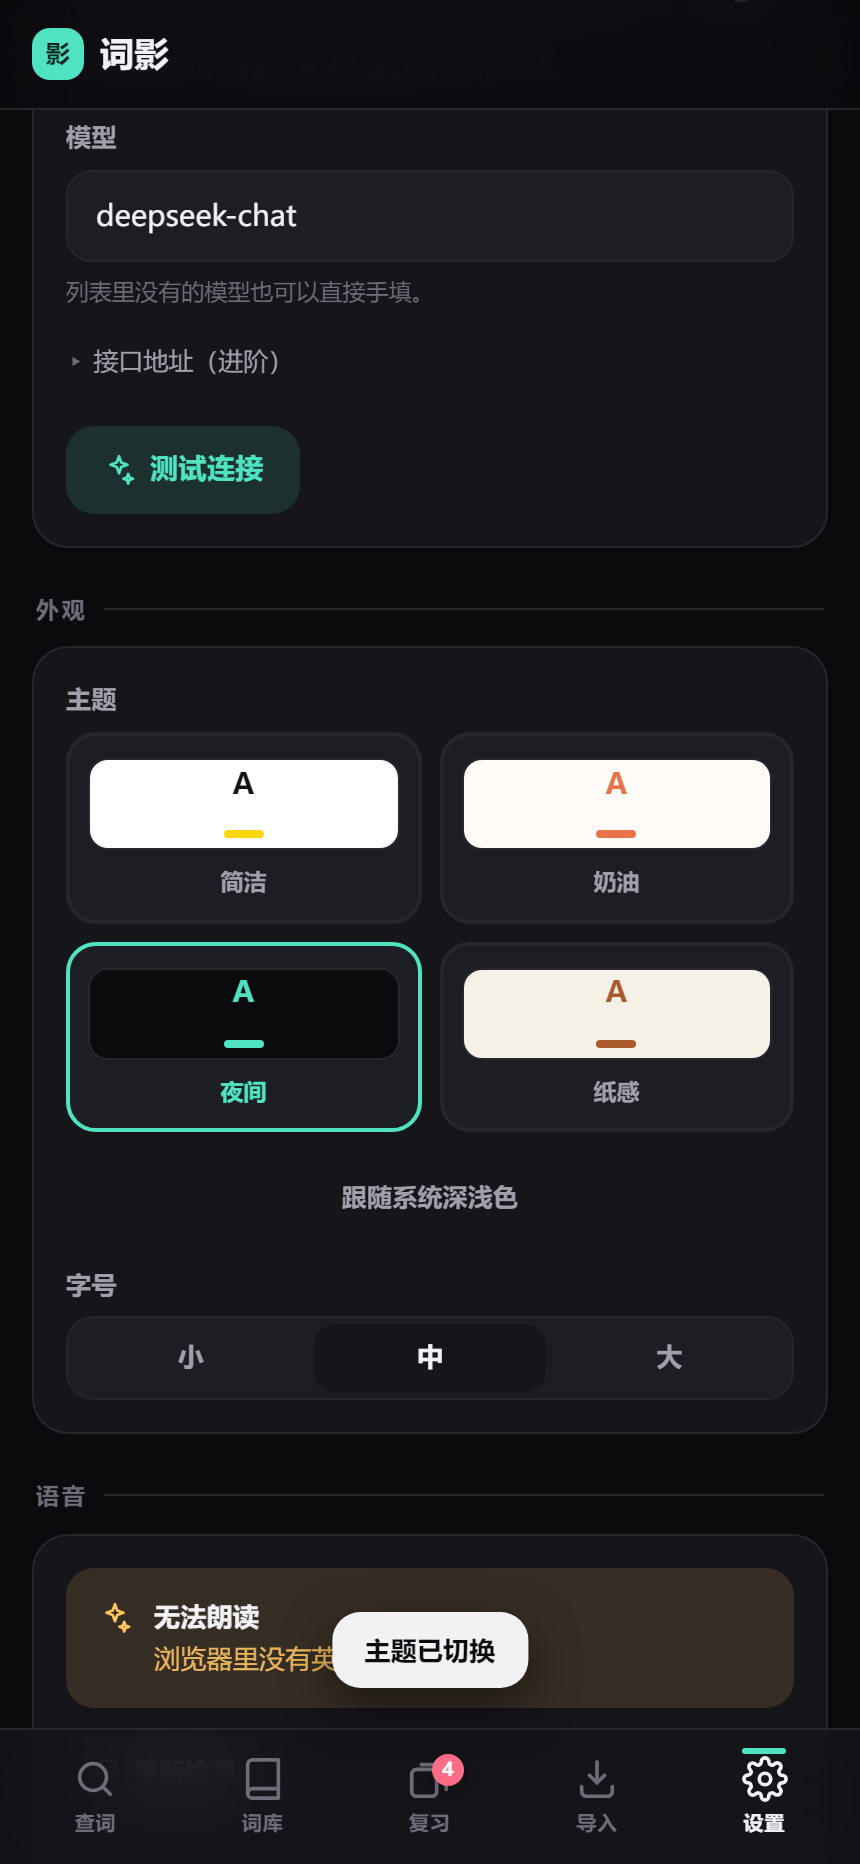 影 词影
模型
deepseek-chat
列表里没有的模型也可以直接手填。
接口地址（进阶）
测试连接
外观
主题
A
简洁
A
奶油
A
夜间
A
纸感
跟随系统深浅色
字号
小 中 大
语音
无法朗读
浏览器里没有英
主题已切换
重新检测
4
查词 词库 复习 导入 设置